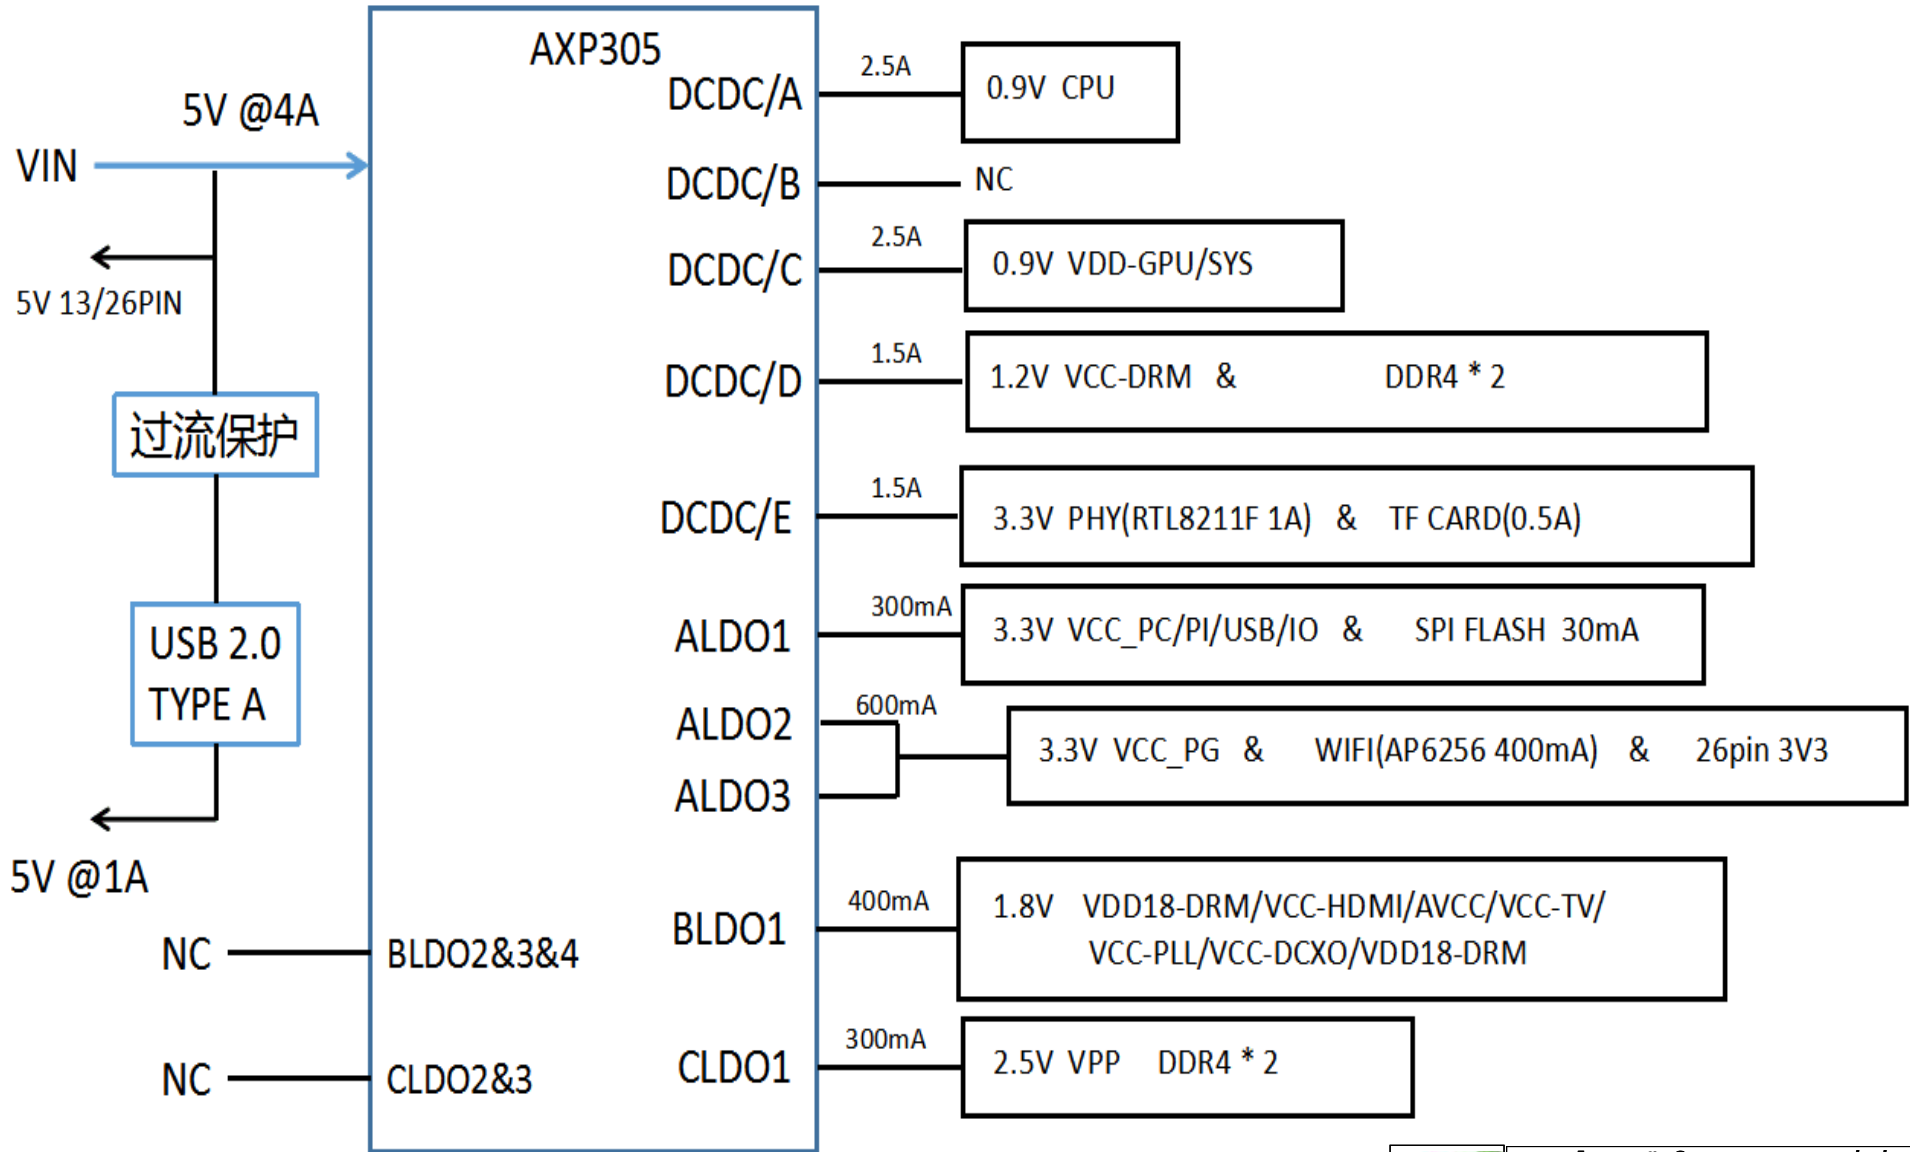 AXP305
5V @4A
VIN
5V 13/26PIN
过流保护
USB 2.0
TYPE A
5V @1A
NC
BLDO2&3&4
NC
CLDO2&3
DCDC/A
2.5A
0.9V CPU
DCDC/B
NC
DCDC/C
2.5A
0.9V VDD-GPU/SYS
DCDC/D
1.5A
1.2V VCC-DRM & DDR4 * 2
DCDC/E
1.5A
3.3V PHY(RTL8211F 1A) & TF CARD(0.5A)
ALDO1
300mA
3.3V VCC_PC/PI/USB/IO & SPI FLASH 30mA
ALDO2
600mA
ALDO3
3.3V VCC_PG & WIFI(AP6256 400mA) & 26pin 3V3
BLDO1
400mA
1.8V VDD18-DRM/VCC-HDMI/AVCC/VCC-TV/
VCC-PLL/VCC-DCXO/VDD18-DRM
CLDO1
300mA
2.5V VPP DDR4 * 2